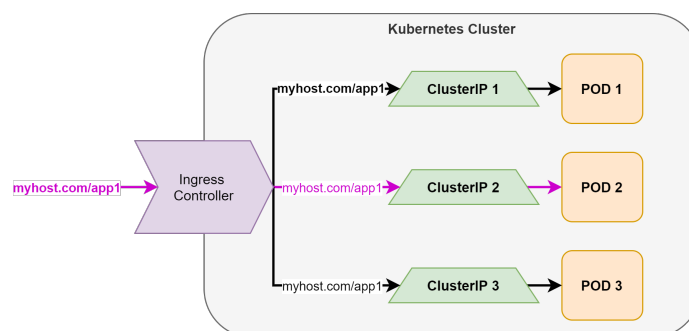 Kubernetes Cluster
myhost.com/app1
ClusterIP 1
POD 1
myhost.com/app1
Ingress
Controller
myhost.com/app1
ClusterIP 2
POD 2
myhost.com/app1
ClusterIP 3
POD 3